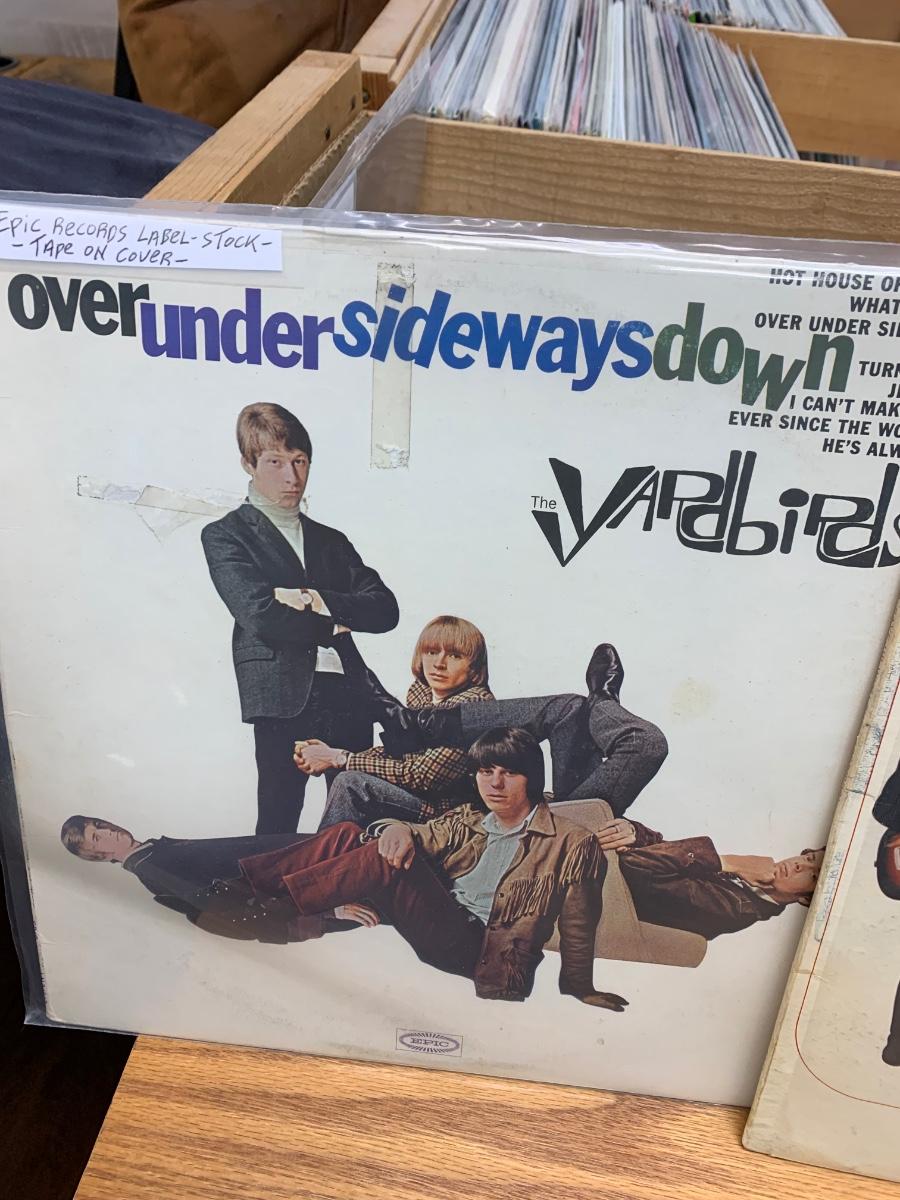 EPIC RECORDS LABEL-STOCK-
-TAPE ON COVER-
overundersidewaysdown
HOT HOUSE OF
WHAT
OVER UNDER SI
TURN
I CAN'T MAK
EVER SINCE THE WO
HE'S ALW
The YARDbiRDs
EPIC